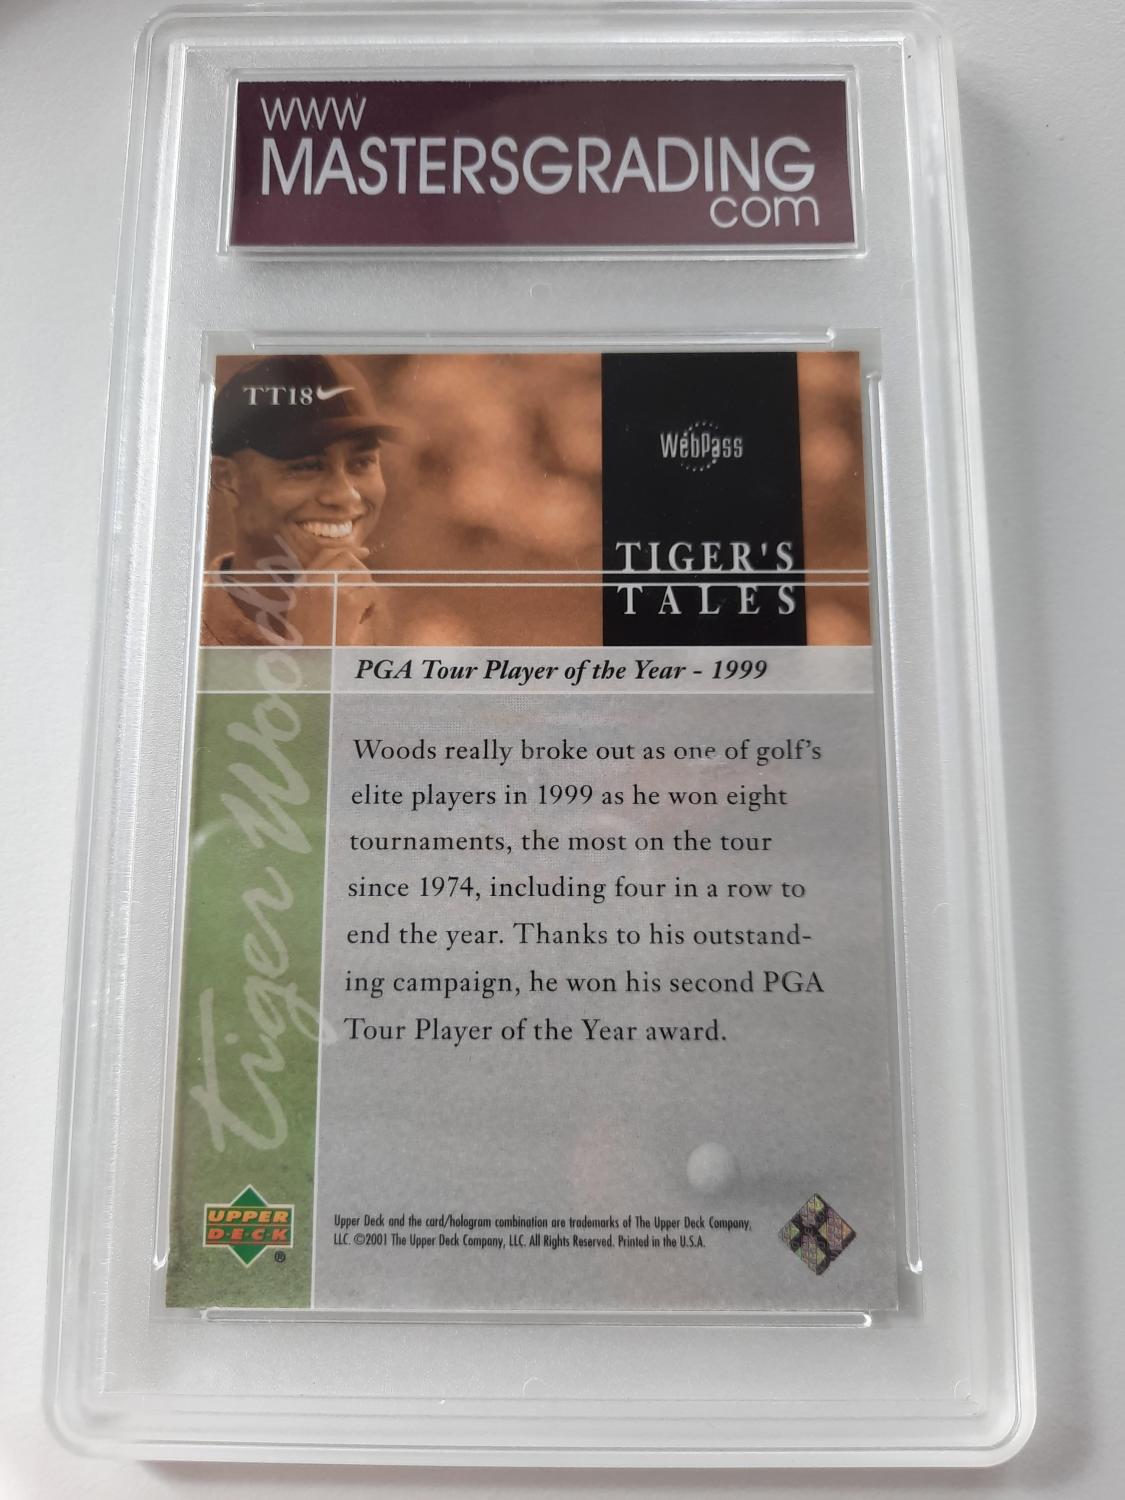 WWW
MASTERSGRADING
com
TT18
WebPass
TIGER'S
TALES
PGA Tour Player of the Year - 1999
Woods really broke out as one of golf’s
elite players in 1999 as he won eight
tournaments, the most on the tour
since 1974, including four in a row to
end the year. Thanks to his outstand-
ing campaign, he won his second PGA
Tour Player of the Year award.
Tiger Woods
UPPER
D·E·C·K
®
Upper Deck and the card/hologram combination are trademarks of The Upper Deck Company,
LLC. ©2001 The Upper Deck Company, LLC. All Rights Reserved. Printed in the U.S.A.